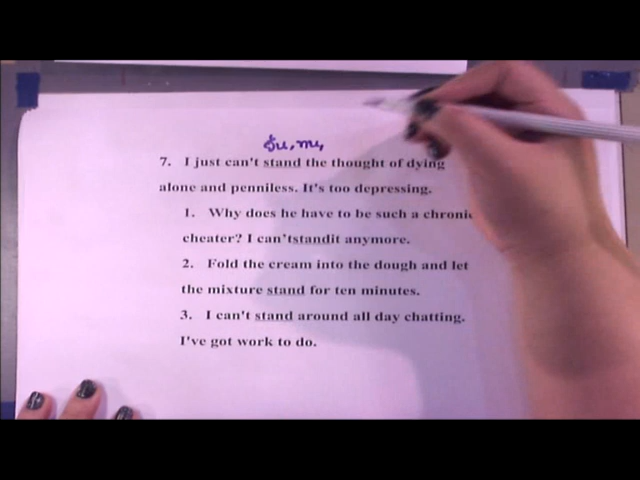 7. I just can't stand the thought of dying
alone and penniless. It's too depressing.
1. Why does he have to be such a chronic
cheater? I can'tstandit anymore.
2. Fold the cream into the dough and let
the mixture stand for ten minutes.
3. I can't stand around all day chatting.
I've got work to do.